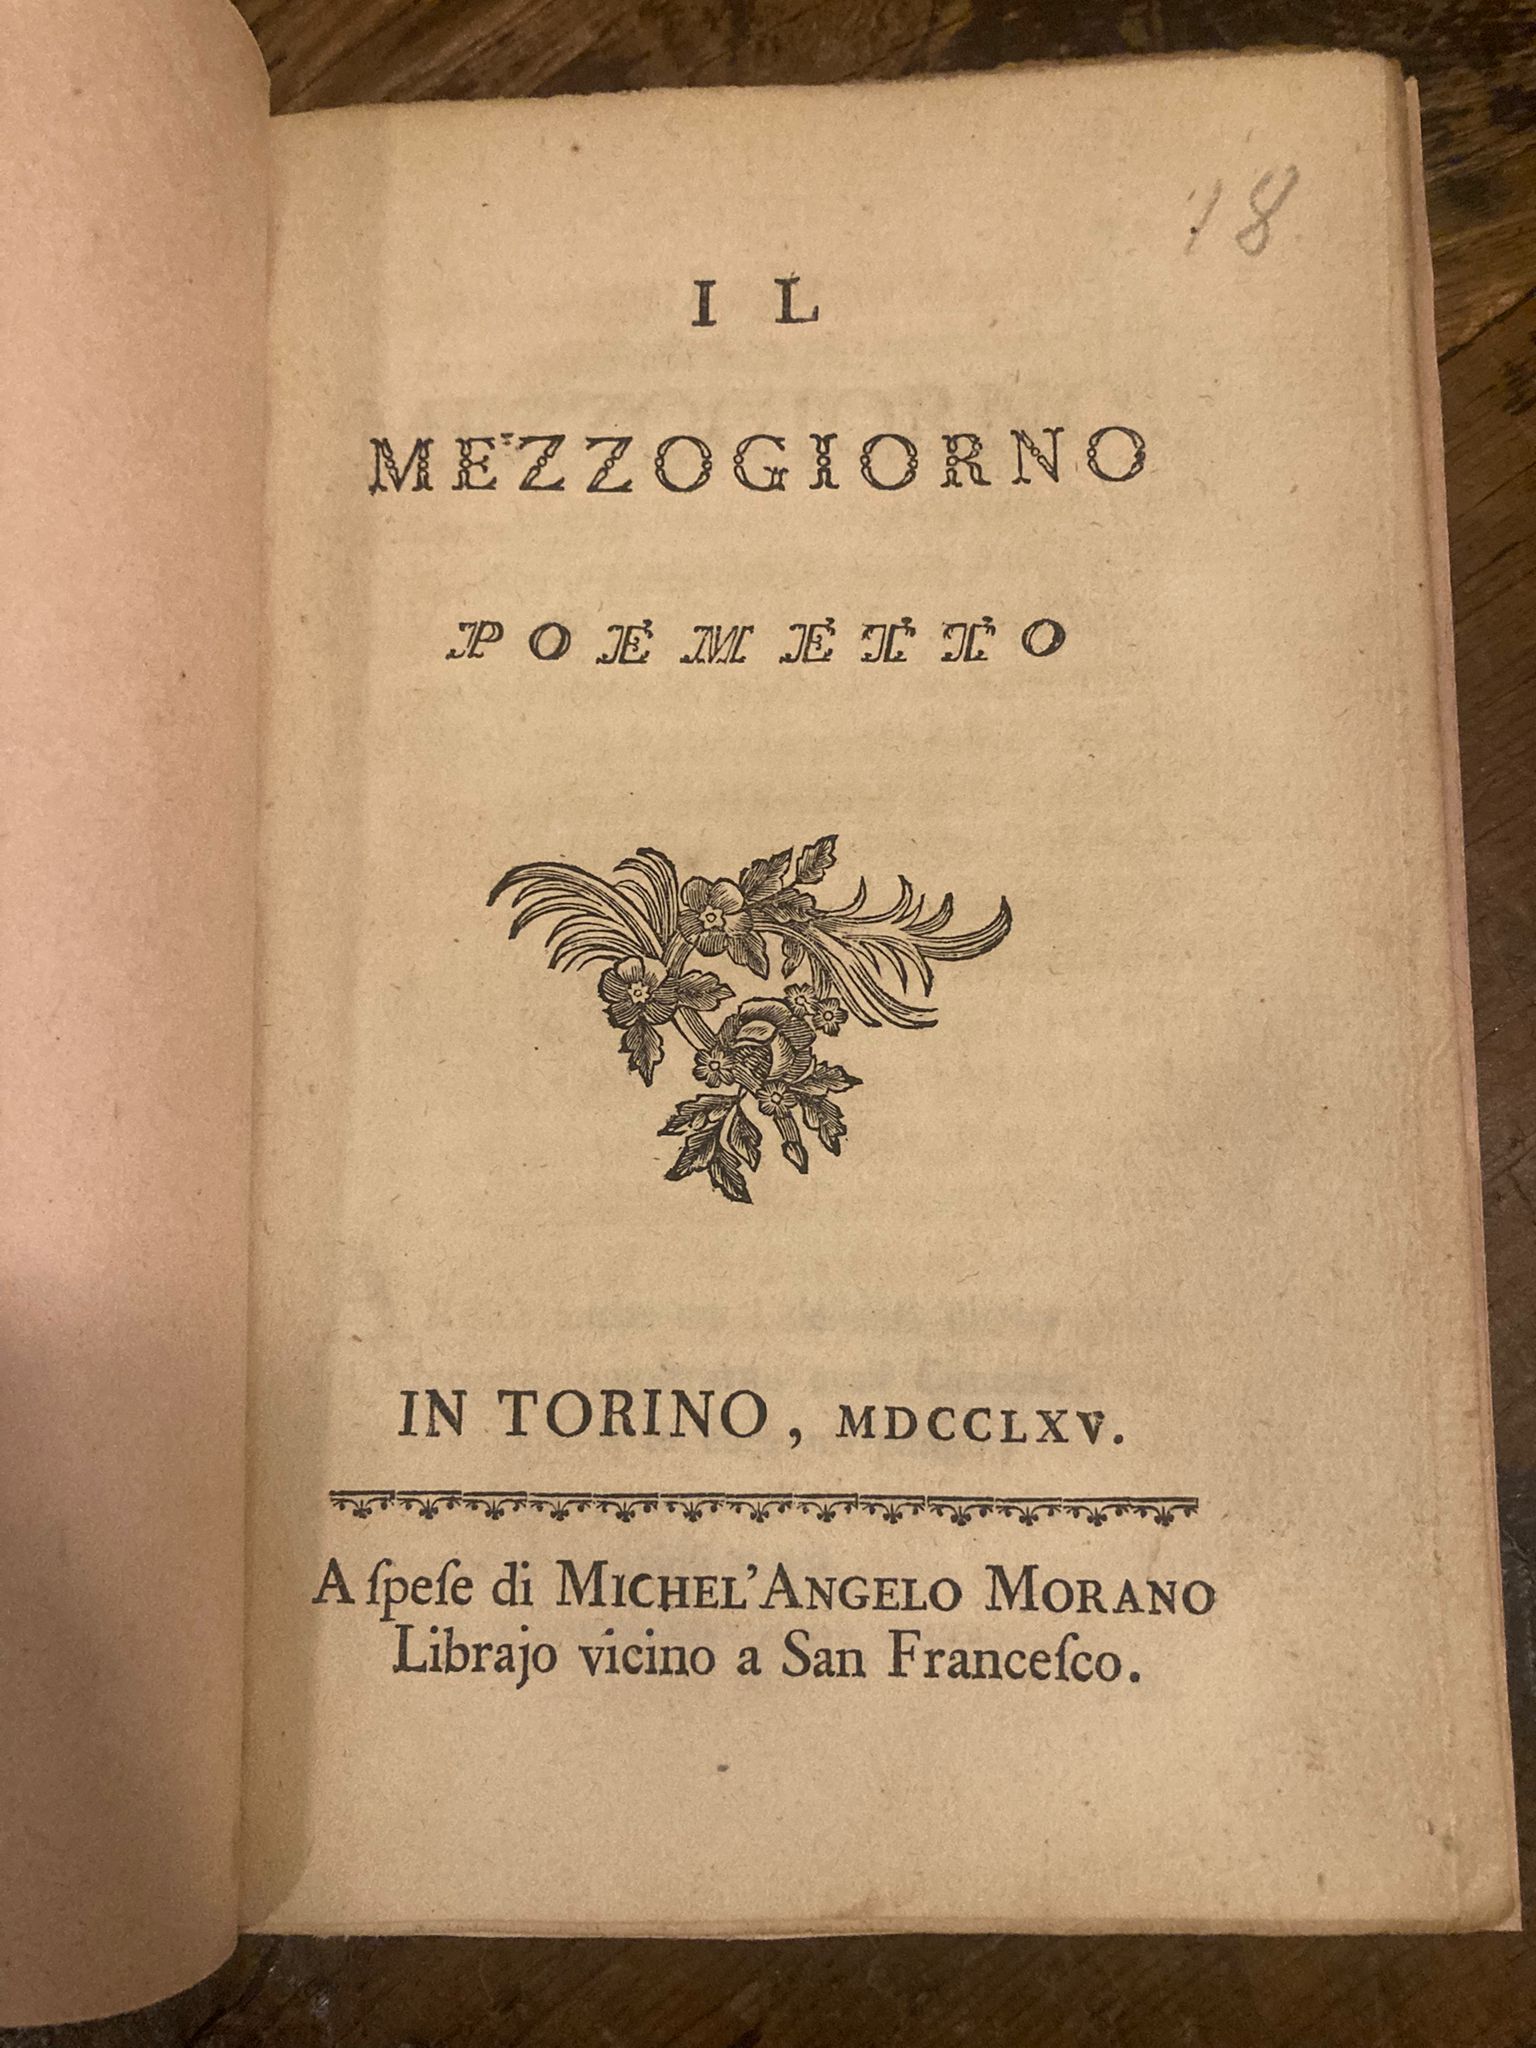 18
IL
MEZZOGIORNO
POEMETTO
IN TORINO, MDCCLXV.
A ſpeſe di MICHEL'ANGELO MORANO
Librajo vicino a San Franceſco.